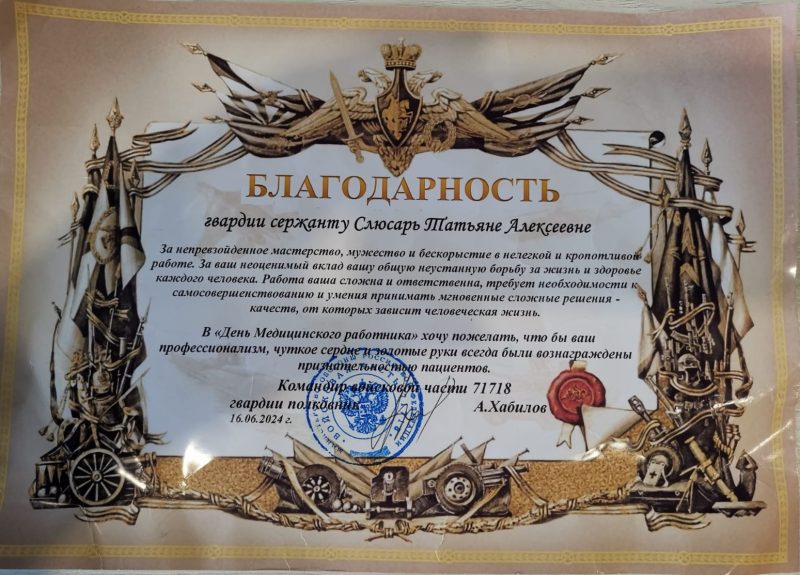 БЛАГОДАРНОСТЬ
гвардии сержанту Слюсарь Татьяне Алексеевне
За непревзойденное мастерство, мужество и бескорыстие в нелегкой и кропотливой
работе. За ваш неоценимый вклад вашу общую неустанную борьбу за жизнь и здоровье
каждого человека. Работа ваша сложна и ответственна, требует необходимости к
самосовершенствованию и умения принимать мгновенные сложные решения -
качеств, от которых зависит человеческая жизнь.
В «День Медицинского работника» хочу пожелать, что бы ваш
профессионализм, чуткое сердце и золотые руки всегда были вознаграждены
признательностью пациентов.
Командир войсковой части 71718
гвардии полковник А.Хабилов
16.06.2024 г.